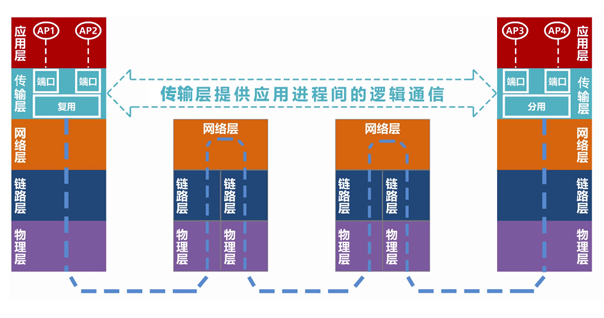 应用层
AP1
AP2
传输层
端口
端口
复用
网络层
链路层
物理层
传输层提供应用进程间的逻辑通信
网络层
链路层
链路层
物理层
物理层
网络层
链路层
链路层
物理层
物理层
AP3
AP4
应用层
端口
端口
传输层
分用
网络层
链路层
物理层